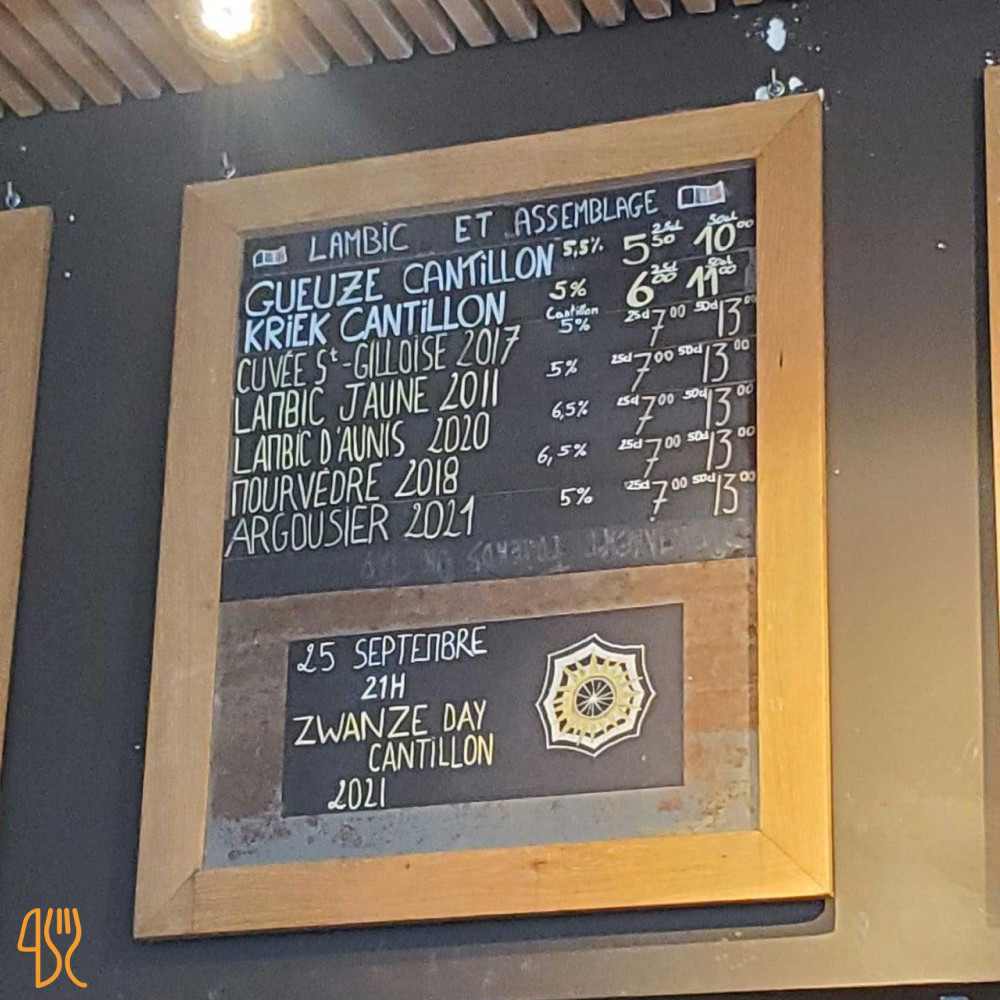 LAMBIC ET ASSEMBLAGE
GUEUZE CANTILLON 5,5% 25cl 5 50 50cl 10 00
KRIEK CANTILLON 5% 25cl 6 00 50cl 11 00
CUVÉE St-GILLOISE 2017 Cantillon 5% 25cl 7 00 50cl 13 00
LAMBIC JAUNE 2011 5% 25cl 7 00 50cl 13 00
LAMBIC D'AUNIS 2020 6,5% 25cl 7 00 50cl 13 00
MOURVÈDRE 2018 6,5% 25cl 7 00 50cl 13 00
ARGOUSIER 2021 5% 25cl 7 00 50cl 13 00
25 SEPTEMBRE
21H
ZWANZE DAY
CANTILLON
2021